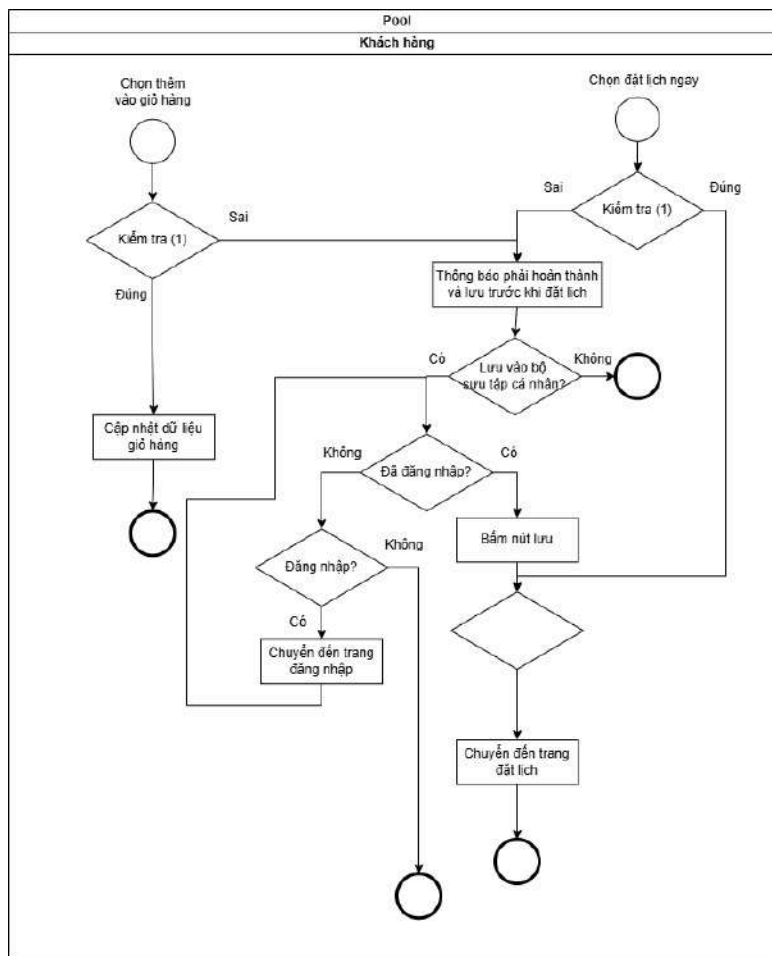 Pool
Khách hàng
Chọn thêm
vào giỏ hàng
Chọn đặt lịch ngay
Sai
Đúng
Kiểm tra (1)
Sai
Kiểm tra (1)
Thông báo phải hoàn thành
và lưu trước khi đặt lịch
Đúng
Có
Lưu vào bộ
sưu tập cá nhân?
Không
Cập nhật dữ liệu
giỏ hàng
Không
Có
Đã đăng nhập?
Bấm nút lưu
Không
Đăng nhập?
Có
Chuyển đến trang
đăng nhập
Chuyển đến trang
đặt lịch